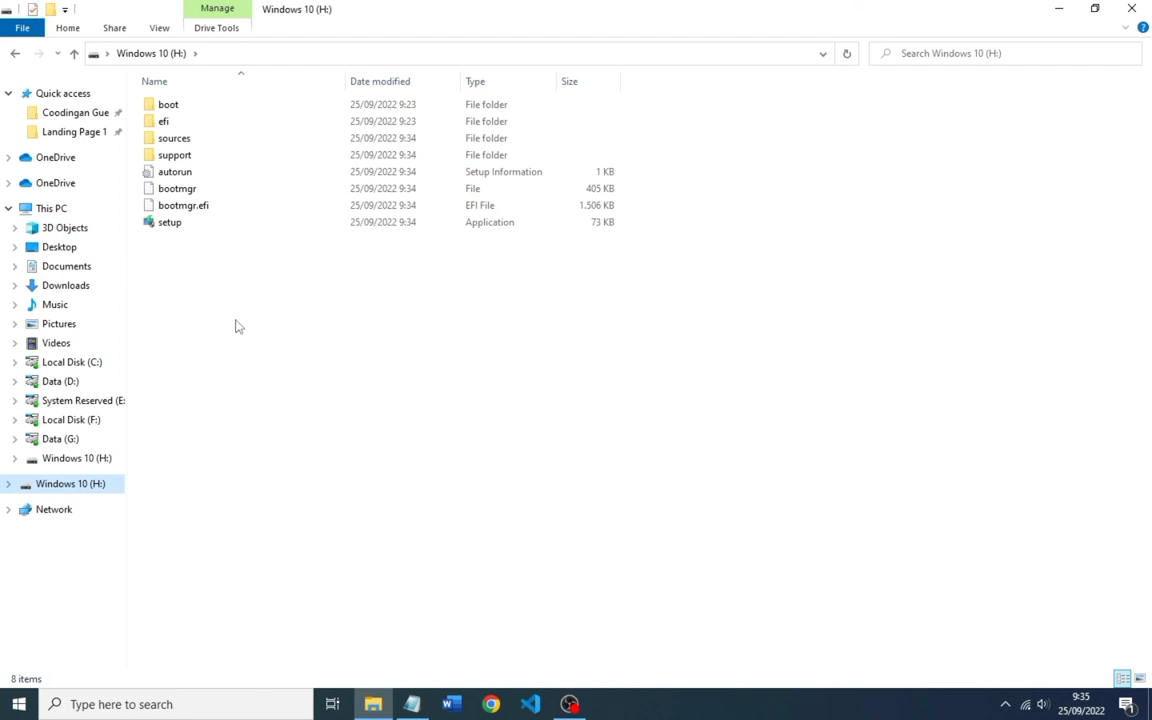 Manage
Windows 10 (H:)
File
Home
Share
View
Drive Tools
Windows 10 (H:)
Search Windows 10 (H:)
Name
Date modified
Type
Size
Quick access
Coodingan Gue
Landing Page 1
OneDrive
OneDrive
This PC
3D Objects
Desktop
Documents
Downloads
Music
Pictures
Videos
Local Disk (C:)
Data (D:)
System Reserved (E:
Local Disk (F:)
Data (G:)
Windows 10 (H:)
Windows 10 (H:)
Network
boot 25/09/2022 9:23 File folder
efi 25/09/2022 9:23 File folder
sources 25/09/2022 9:34 File folder
support 25/09/2022 9:34 File folder
autorun 25/09/2022 9:34 Setup Information 1 KB
bootmgr 25/09/2022 9:34 File 405 KB
bootmgr.efi 25/09/2022 9:34 EFI File 1.506 KB
setup 25/09/2022 9:34 Application 73 KB
8 items
Type here to search
9:35
25/09/2022
1